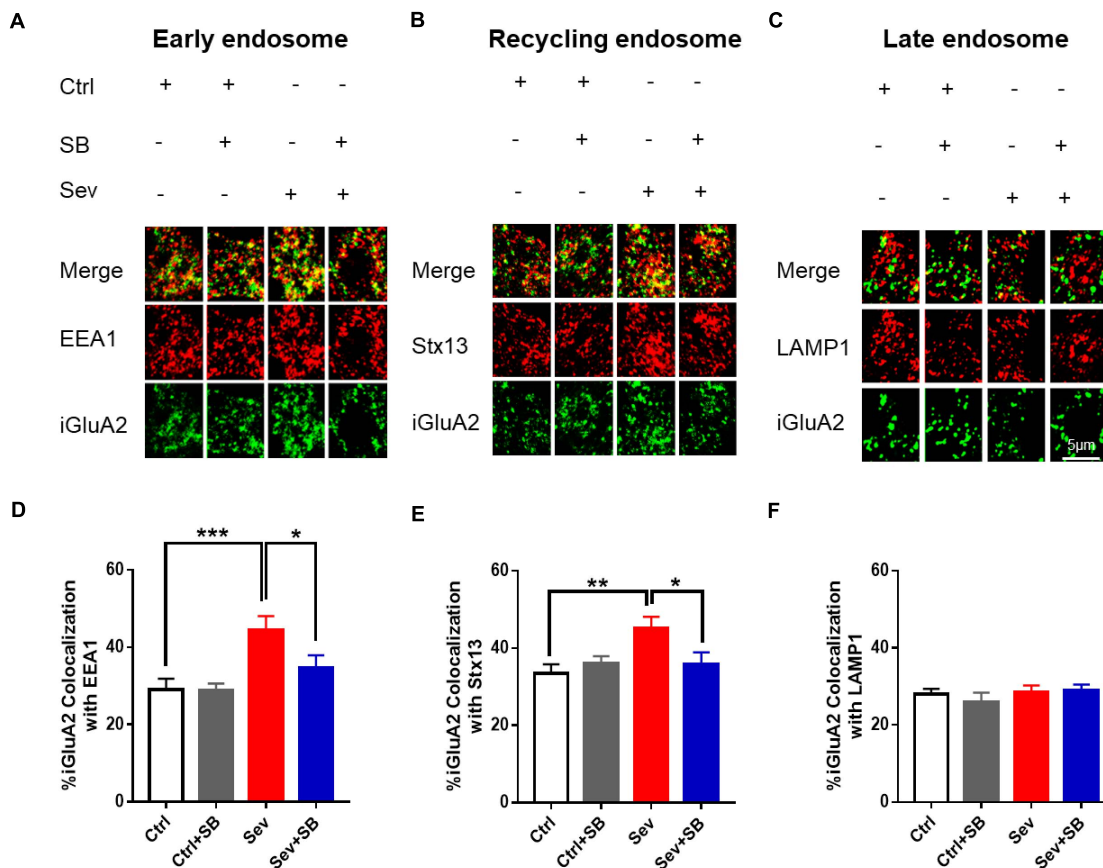 A
Early endosome
Ctrl + + - -
SB - + - +
Sev - - + +
Merge
EEA1
iGluA2
B
Recycling endosome
+ + - -
- + - +
- - + +
Merge
Stx13
iGluA2
C
Late endosome
+ + - -
- + - +
- - + +
Merge
LAMP1
iGluA2
5μm
D
*** *
%iGluA2 Colocalization
with EEA1
60
40
20
0
Ctrl Ctrl+SB Sev Sev+SB
E
** *
%iGluA2 Colocalization
with Stx13
60
40
20
0
Ctrl Ctrl+SB Sev Sev+SB
F
%iGluA2 Colocalization
with LAMP1
60
40
20
0
Ctrl Ctrl+SB Sev Sev+SB